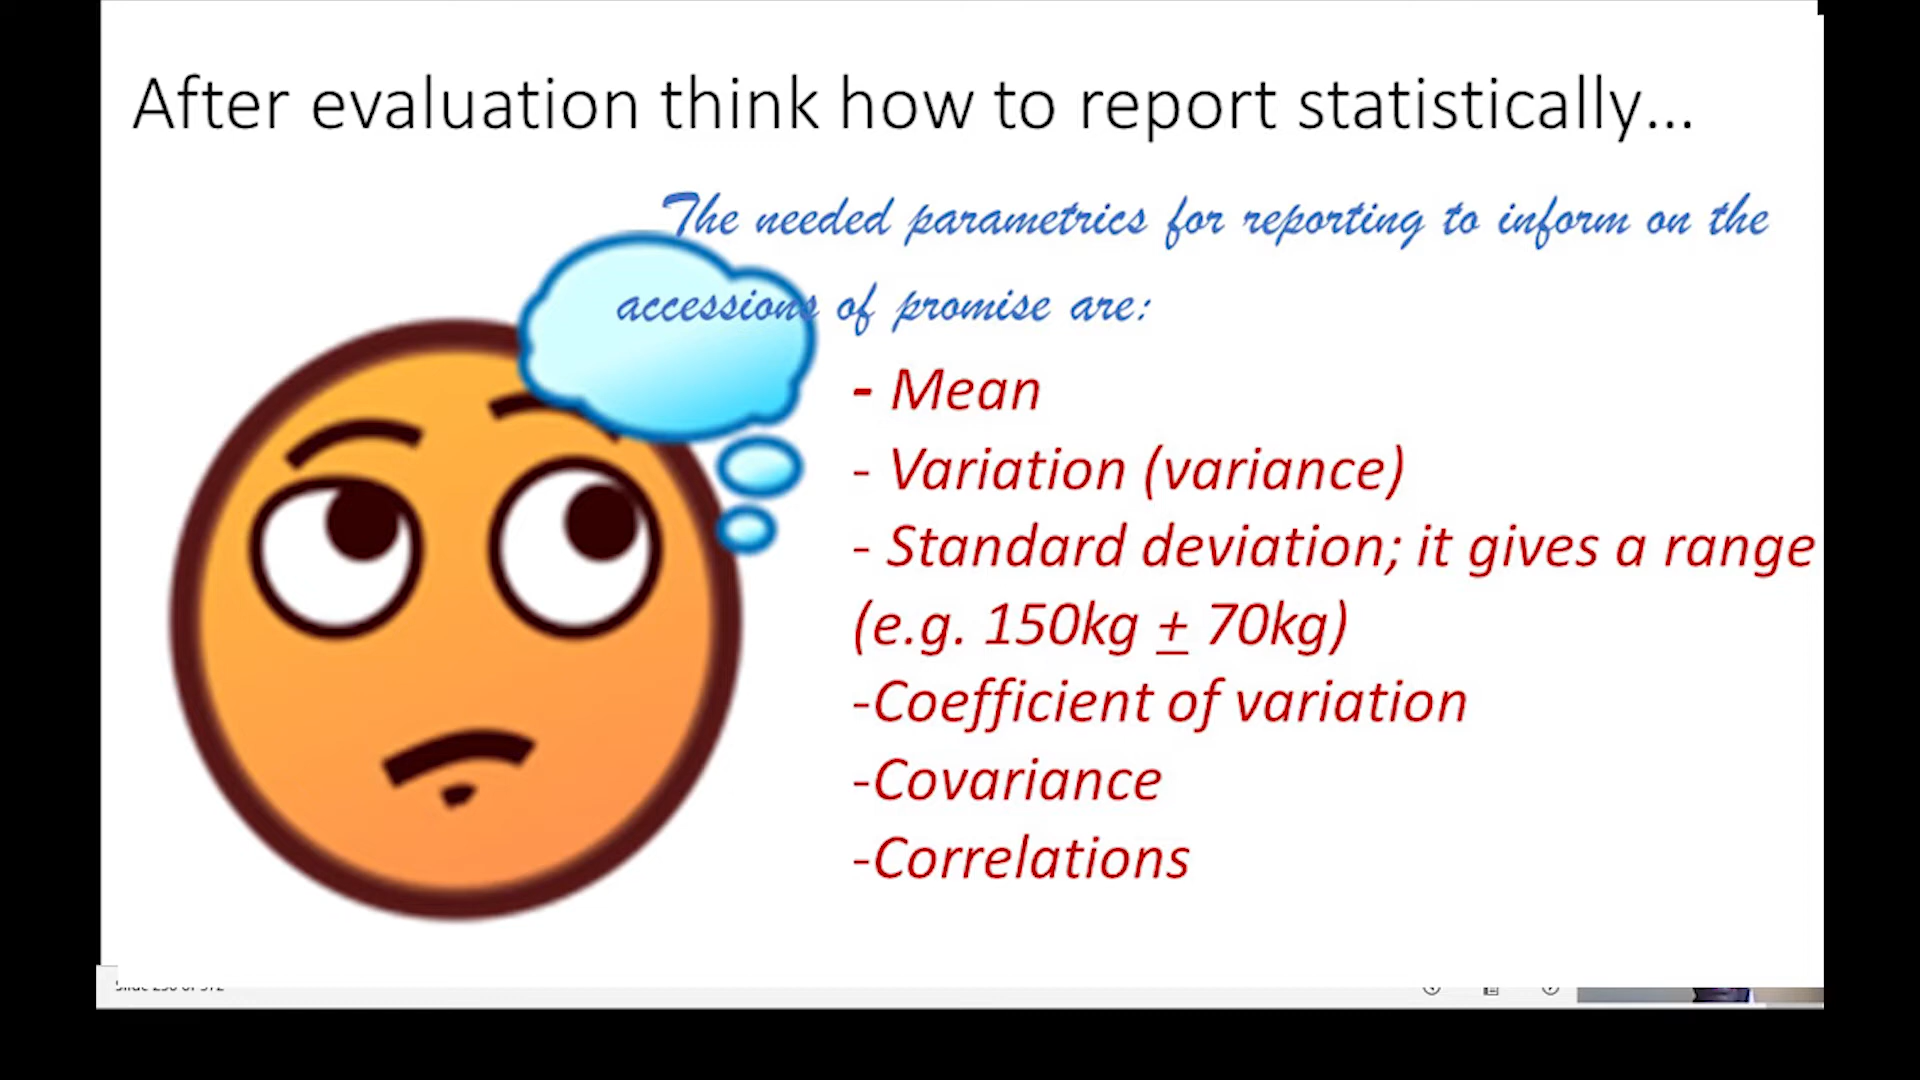 After evaluation think how to report statistically...
The needed parametrics for reporting to inform on the
accessions of promise are:
- Mean
- Variation (variance)
- Standard deviation; it gives a range
(e.g. 150kg ± 70kg)
-Coefficient of variation
-Covariance
-Correlations